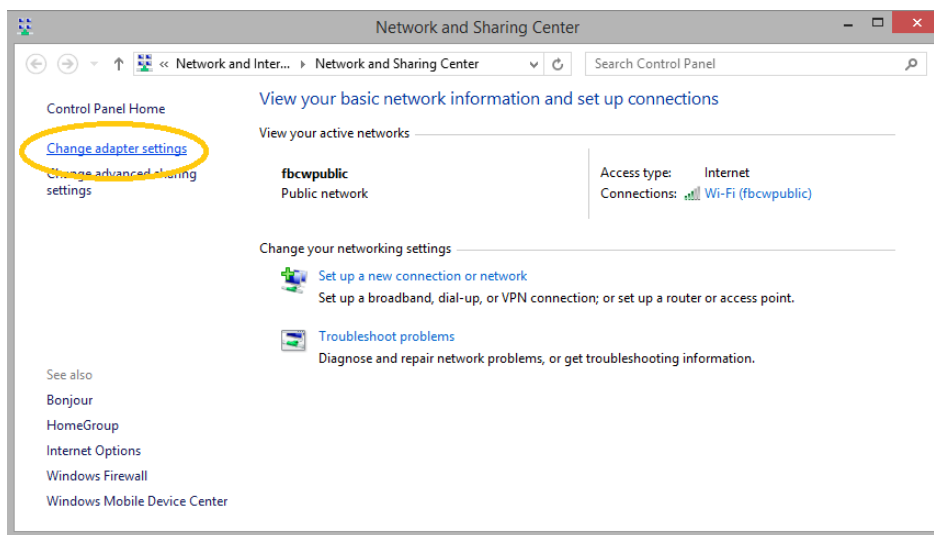 Network and Sharing Center
« Network and Inter... Network and Sharing Center
Search Control Panel
Control Panel Home
Change adapter settings
Change advanced sharing
settings
See also
Bonjour
HomeGroup
Internet Options
Windows Firewall
Windows Mobile Device Center
View your basic network information and set up connections
View your active networks
fbcwpublic
Public network
Access type: Internet
Connections: Wi-Fi (fbcwpublic)
Change your networking settings
Set up a new connection or network
Set up a broadband, dial-up, or VPN connection; or set up a router or access point.
Troubleshoot problems
Diagnose and repair network problems, or get troubleshooting information.